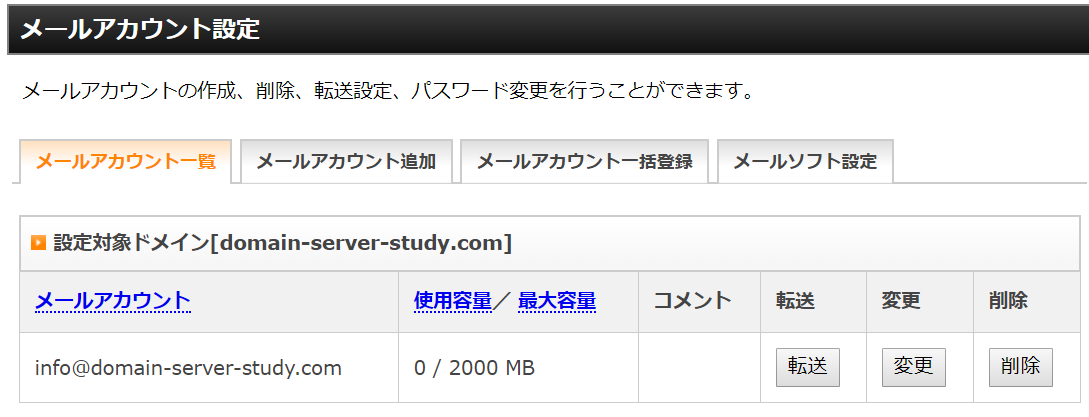 メールアカウント設定
メールアカウントの作成、削除、転送設定、パスワード変更を行うことができます。
メールアカウント一覧 メールアカウント追加 メールアカウント一括登録 メールソフト設定
設定対象ドメイン[domain-server-study.com]
メールアカウント 使用容量／最大容量 コメント 転送 変更 削除
info@domain-server-study.com 0 / 2000 MB 転送 変更 削除